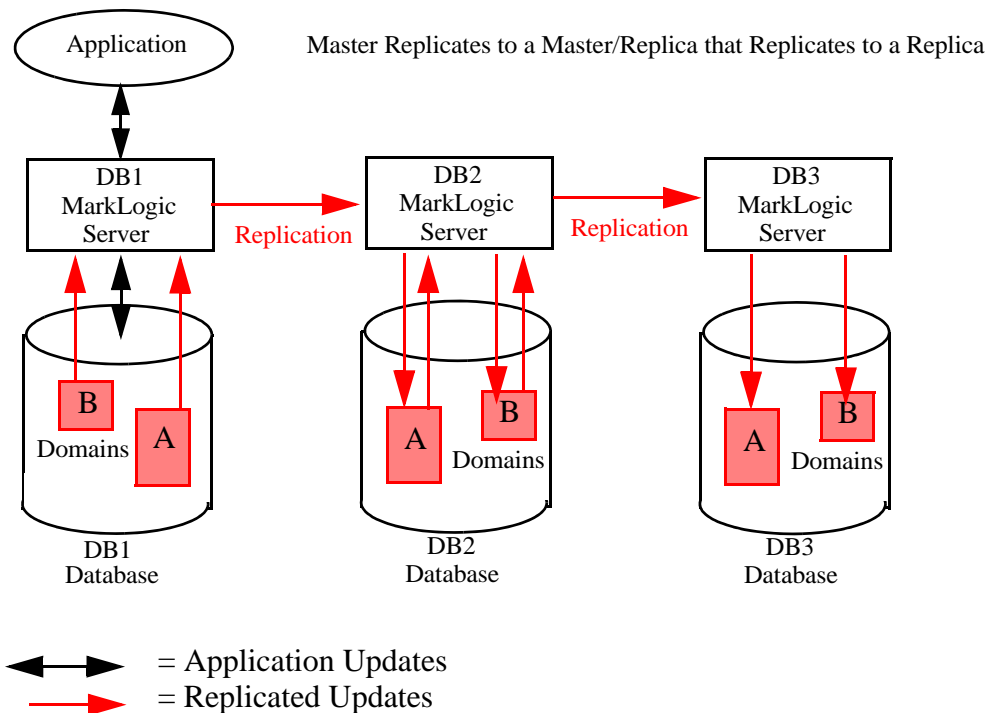 Application
Master Replicates to a Master/Replica that Replicates to a Replica
DB1
MarkLogic
Server
Replication
DB2
MarkLogic
Server
Replication
DB3
MarkLogic
Server
B
A
Domains
A
B
Domains
A
B
Domains
DB1
Database
DB2
Database
DB3
Database
= Application Updates
= Replicated Updates